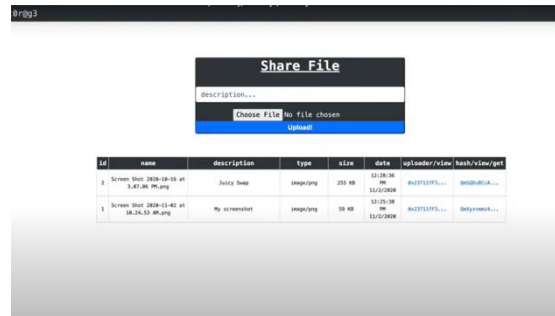 Share File
description...
Choose File No file chosen
Upload!
id name description type size date uploader/view hash/view/get
2 Screen Shot 2020-10-16 at 3.07.06 PM.png Juicy Swap image/png 255 KB 12:28:36 PM 11/2/2020
1 Screen Shot 2020-11-02 at 10.24.53 AM.png My screenshot image/png 59 KB 12:25:38 PM 11/2/2020